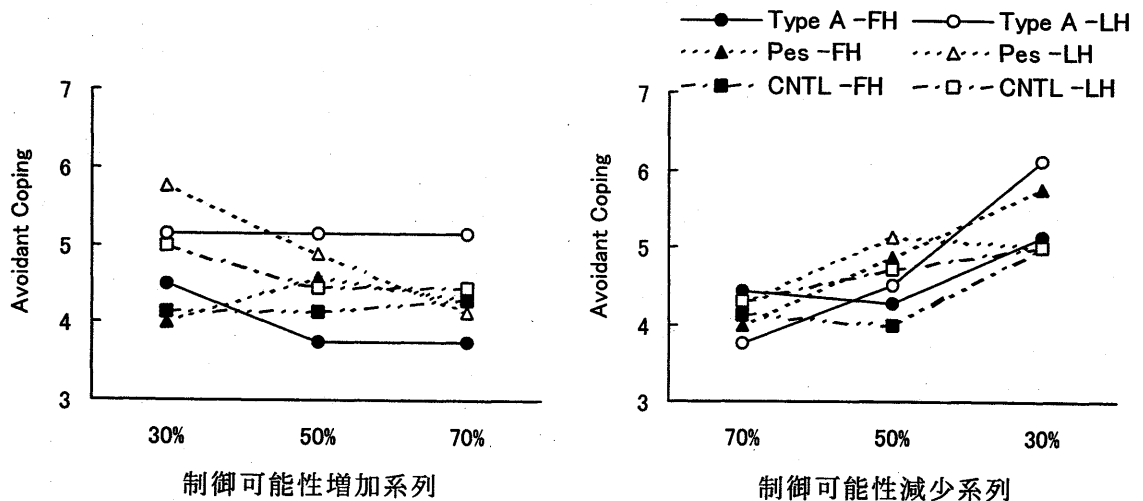 Type A －FH
Type A －LH
Pes －FH
Pes －LH
CNTL －FH
CNTL －LH
Avoidant Coping
7
6
5
4
3
30%
50%
70%
制御可能性増加系列
Avoidant Coping
7
6
5
4
3
70%
50%
30%
制御可能性減少系列